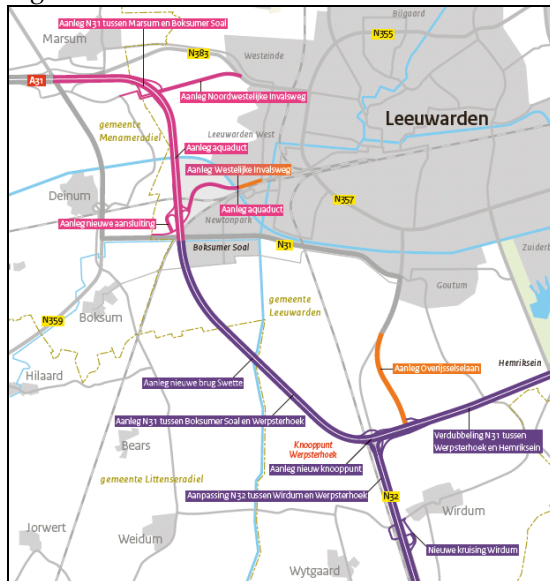 Marsum
Aanleg N31 tussen Marsum en Boksumer Soal
Bilgaard
N355
N383
Westeinde
A31
Aanleg Noordwestelijke Invalsweg
Leeuwarden
gemeente
Menameradiel
Leeuwarden West
Aanleg aquaduct
Aanleg Westelijke Invalsweg
Deinum
N357
Aanleg aquaduct
Aanleg nieuwe aansluiting
Newtonpark
Boksumer Soal
N31
Zuiderb
Goutum
gemeente
Leeuwarden
Boksum
N359
Hilaard
Hemriksein
Aanleg Overijsselselaan
Aanleg nieuwe brug Swette
Aanleg N31 tussen Boksumer Soal en Werpsterhoek
Bears
Knooppunt
Werpsterhoek
Verdubbeling N31 tussen
Werpsterhoek en Hemriksein
Aanleg nieuw knooppunt
gemeente Littenseradiel
Aanpassing N32 tussen Wirdum en Werpsterhoek
N32
Wirdum
Jorwert
Weidum
Nieuwe kruising Wirdum
Wytgaard